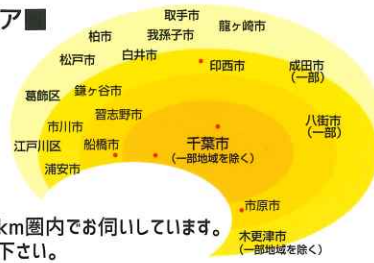 ア■
取手市
龍ヶ崎市
我孫子市
柏市
白井市
松戸市
印西市
成田市
(一部)
鎌ヶ谷市
葛飾区
習志野市
八街市
(一部)
市川市
千葉市
(一部地域を除く)
江戸川区
船橋市
浦安市
市原市
km圏内でお伺いしています。
木更津市
(一部地域を除く)
下さい。